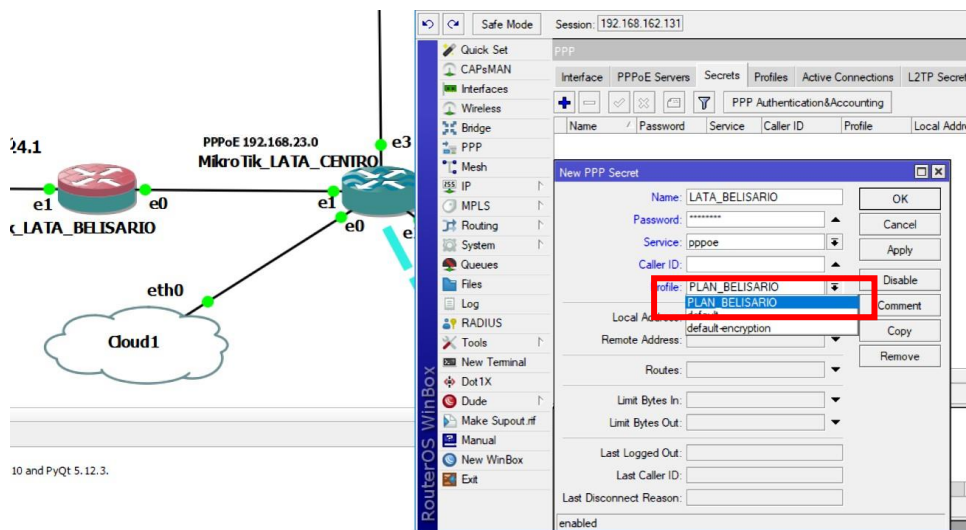 Safe Mode
Session: 192.168.162.131
Quick Set
CAPsMAN
Interfaces
Wireless
Bridge
PPP
Mesh
IP
MPLS
Routing
System
Queues
Files
Log
RADIUS
Tools
New Terminal
Dot1X
Dude
Make Supout.rif
Manual
New WinBox
Exit
RouterOS WinBox
PPP
Interface PPPoE Servers Secrets Profiles Active Connections L2TP Secret
PPP Authentication&Accounting
Name Password Service Caller ID Profile Local Addre
New PPP Secret
Name: LATA_BELISARIO
Password: ********
Service: pppoe
Caller ID:
Profile: PLAN_BELISARIO
PLAN_BELISARIO
default
default-encryption
Local Address:
Remote Address:
Routes:
Limit Bytes In:
Limit Bytes Out:
Last Logged Out:
Last Caller ID:
Last Disconnect Reason:
enabled
OK
Cancel
Apply
Disable
Comment
Copy
Remove
24.1
PPPoE 192.168.23.0
MikroTik_LATA_CENTRO
e3
e1
e0
e1
e0
e
LATA_BELISARIO
eth0
Cloud1
10 and PyQt 5.12.3.